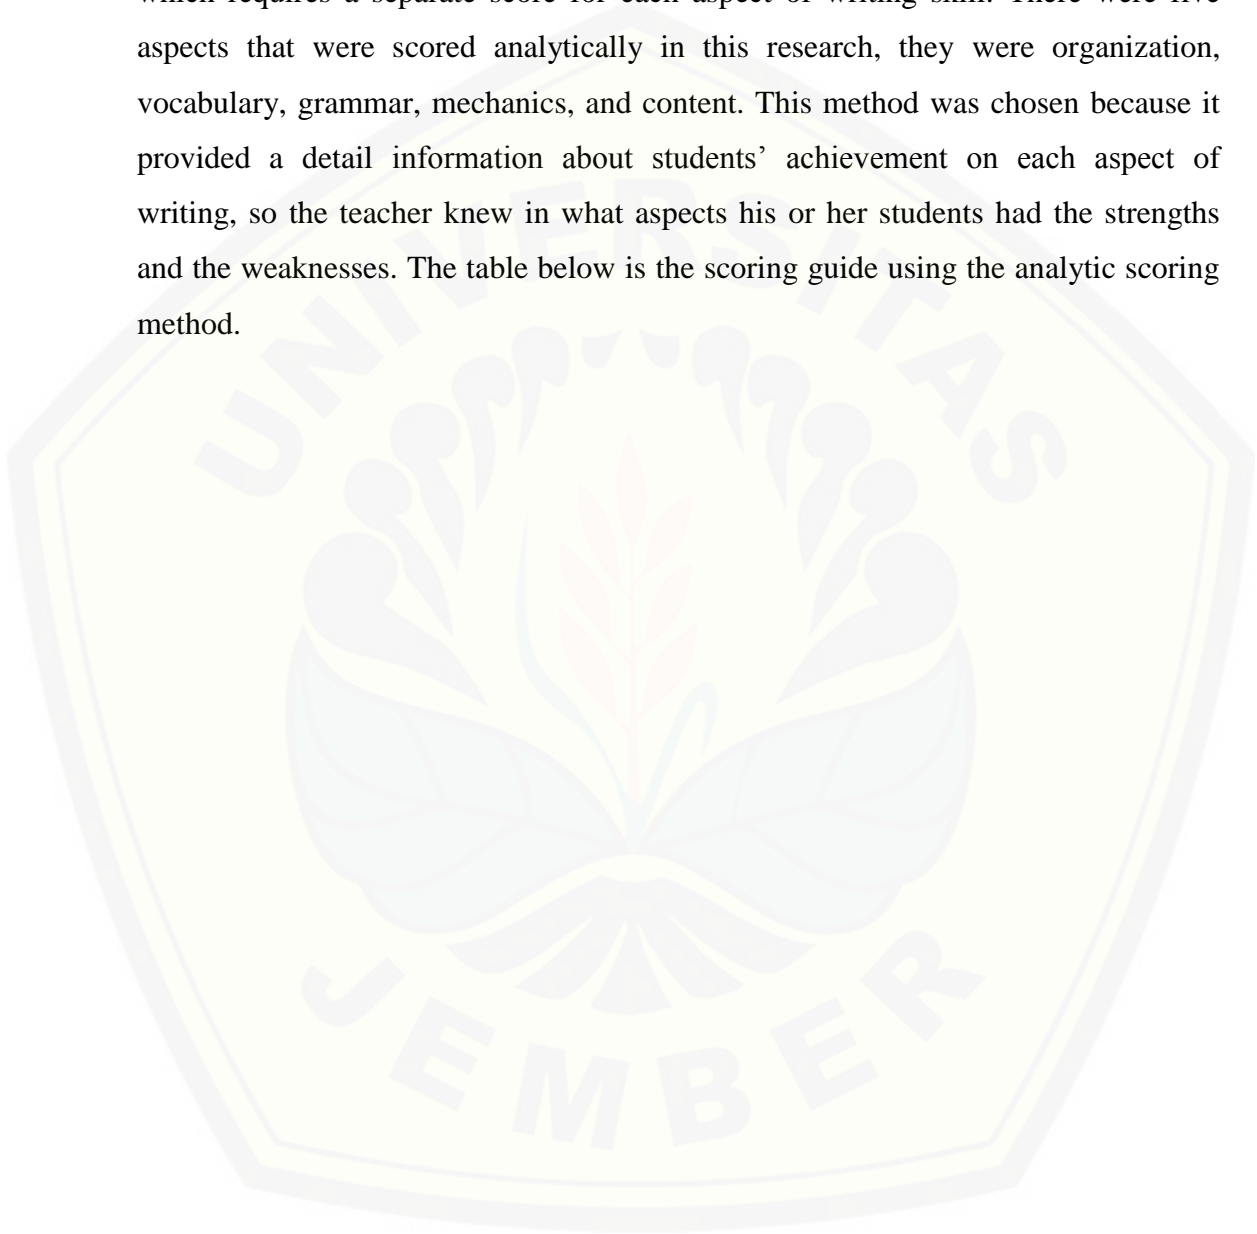 which requires a separate score for each aspect of writing skill. There were five
aspects that were scored analytically in this research, they were organization,
vocabulary, grammar, mechanics, and content. This method was chosen because it
provided a detail information about students’ achievement on each aspect of
writing, so the teacher knew in what aspects his or her students had the strengths
and the weaknesses. The table below is the scoring guide using the analytic scoring
method.
UNIVERSITAS
JEMBER